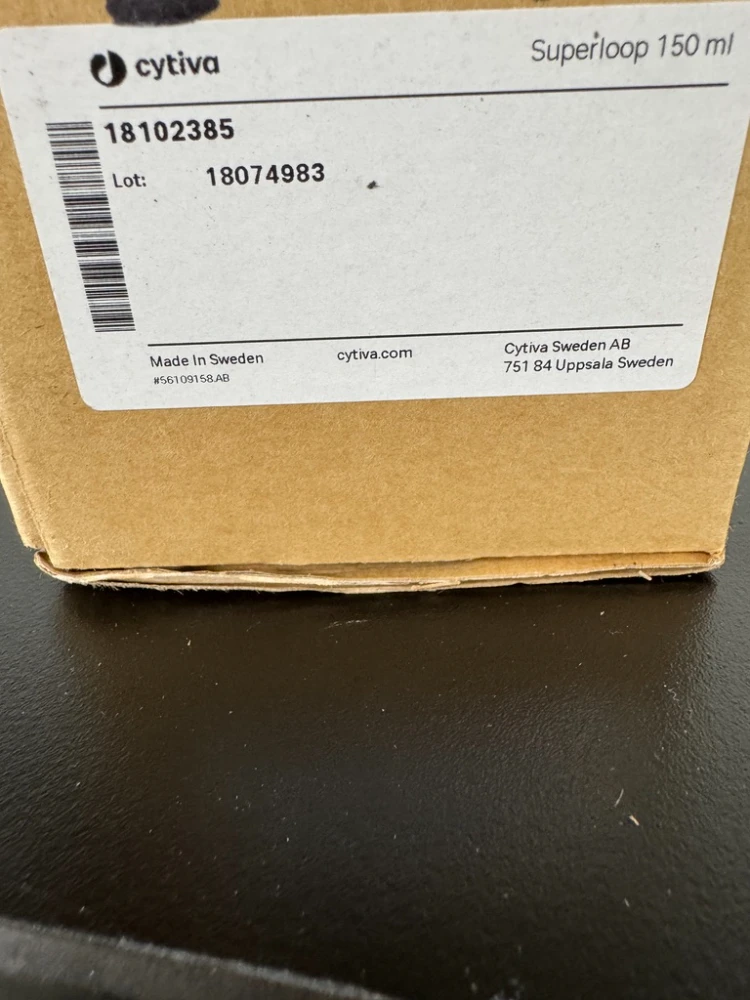 cytiva
Superloop 150 ml
18102385
Lot: 18074983
Made In Sweden
#56109158.AB
cytiva.com
Cytiva Sweden AB
751 84 Uppsala Sweden